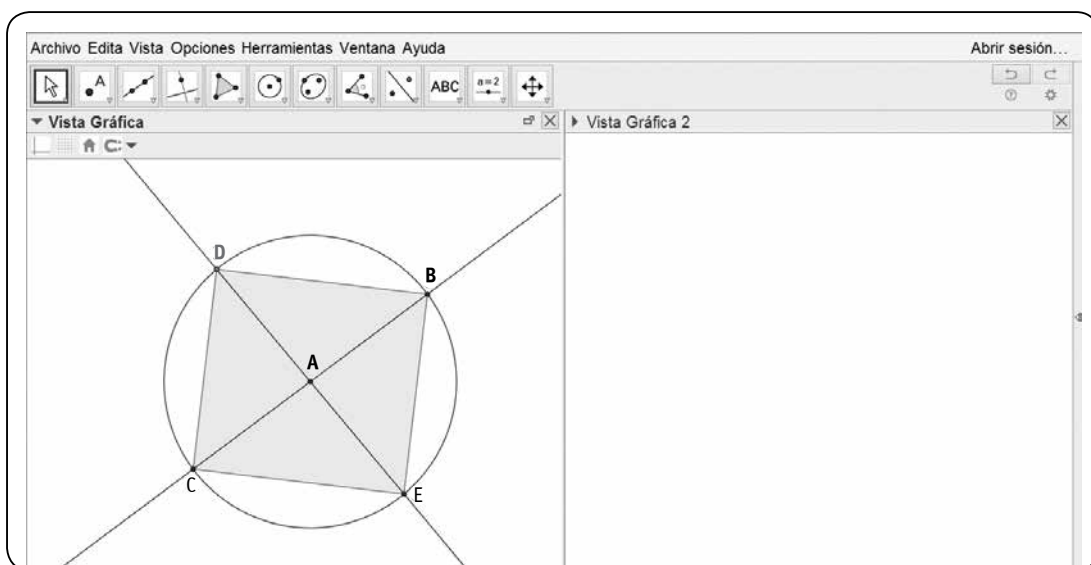 Archivo Edita Vista Opciones Herramientas Ventana Ayuda
Abrir sesión...
A
ABC
a=2
Vista Gráfica
Vista Gráfica 2
D
B
A
C
E